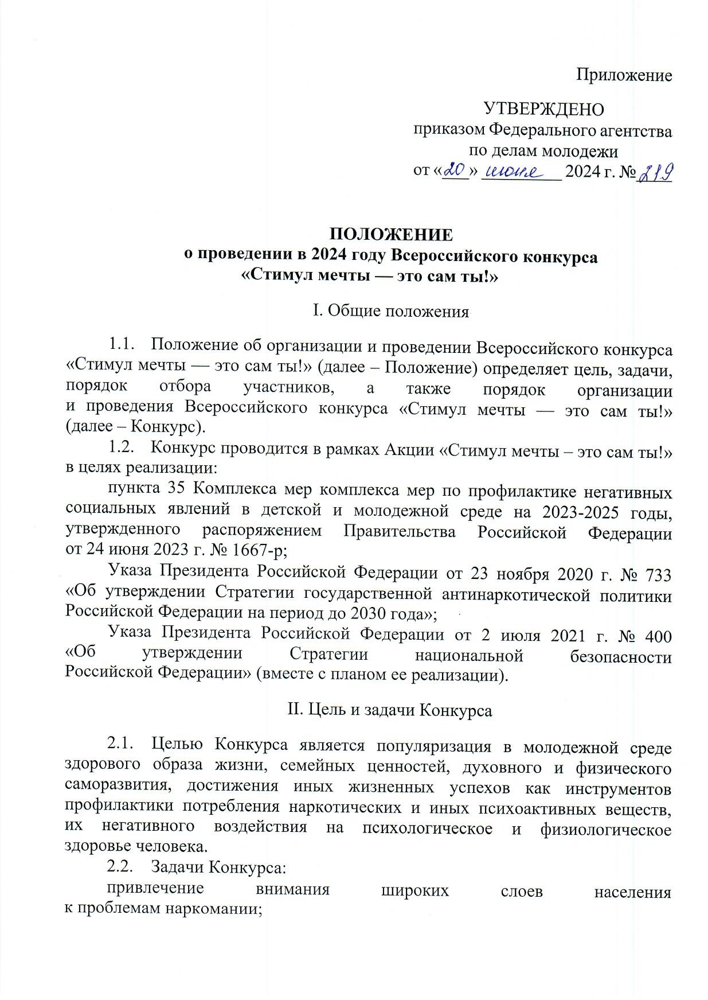 Приложение
УТВЕРЖДЕНО
приказом Федерального агентства
по делам молодежи
от «20» июня 2024 г. № 219
ПОЛОЖЕНИЕ
о проведении в 2024 году Всероссийского конкурса
«Стимул мечты — это сам ты!»
I. Общие положения
1.1. Положение об организации и проведении Всероссийского конкурса
«Стимул мечты — это сам ты!» (далее – Положение) определяет цель, задачи,
порядок отбора участников, а также порядок организации
и проведения Всероссийского конкурса «Стимул мечты — это сам ты!»
(далее – Конкурс).
1.2. Конкурс проводится в рамках Акции «Стимул мечты – это сам ты!»
в целях реализации:
пункта 35 Комплекса мер комплекса мер по профилактике негативных
социальных явлений в детской и молодежной среде на 2023-2025 годы,
утвержденного распоряжением Правительства Российской Федерации
от 24 июня 2023 г. № 1667-р;
Указа Президента Российской Федерации от 23 ноября 2020 г. № 733
«Об утверждении Стратегии государственной антинаркотической политики
Российской Федерации на период до 2030 года»;
Указа Президента Российской Федерации от 2 июля 2021 г. № 400
«Об утверждении Стратегии национальной безопасности
Российской Федерации» (вместе с планом ее реализации).
II. Цель и задачи Конкурса
2.1. Целью Конкурса является популяризация в молодежной среде
здорового образа жизни, семейных ценностей, духовного и физического
саморазвития, достижения иных жизненных успехов как инструментов
профилактики потребления наркотических и иных психоактивных веществ,
их негативного воздействия на психологическое и физиологическое
здоровье человека.
2.2. Задачи Конкурса:
привлечение внимания широких слоев населения
к проблемам наркомании;